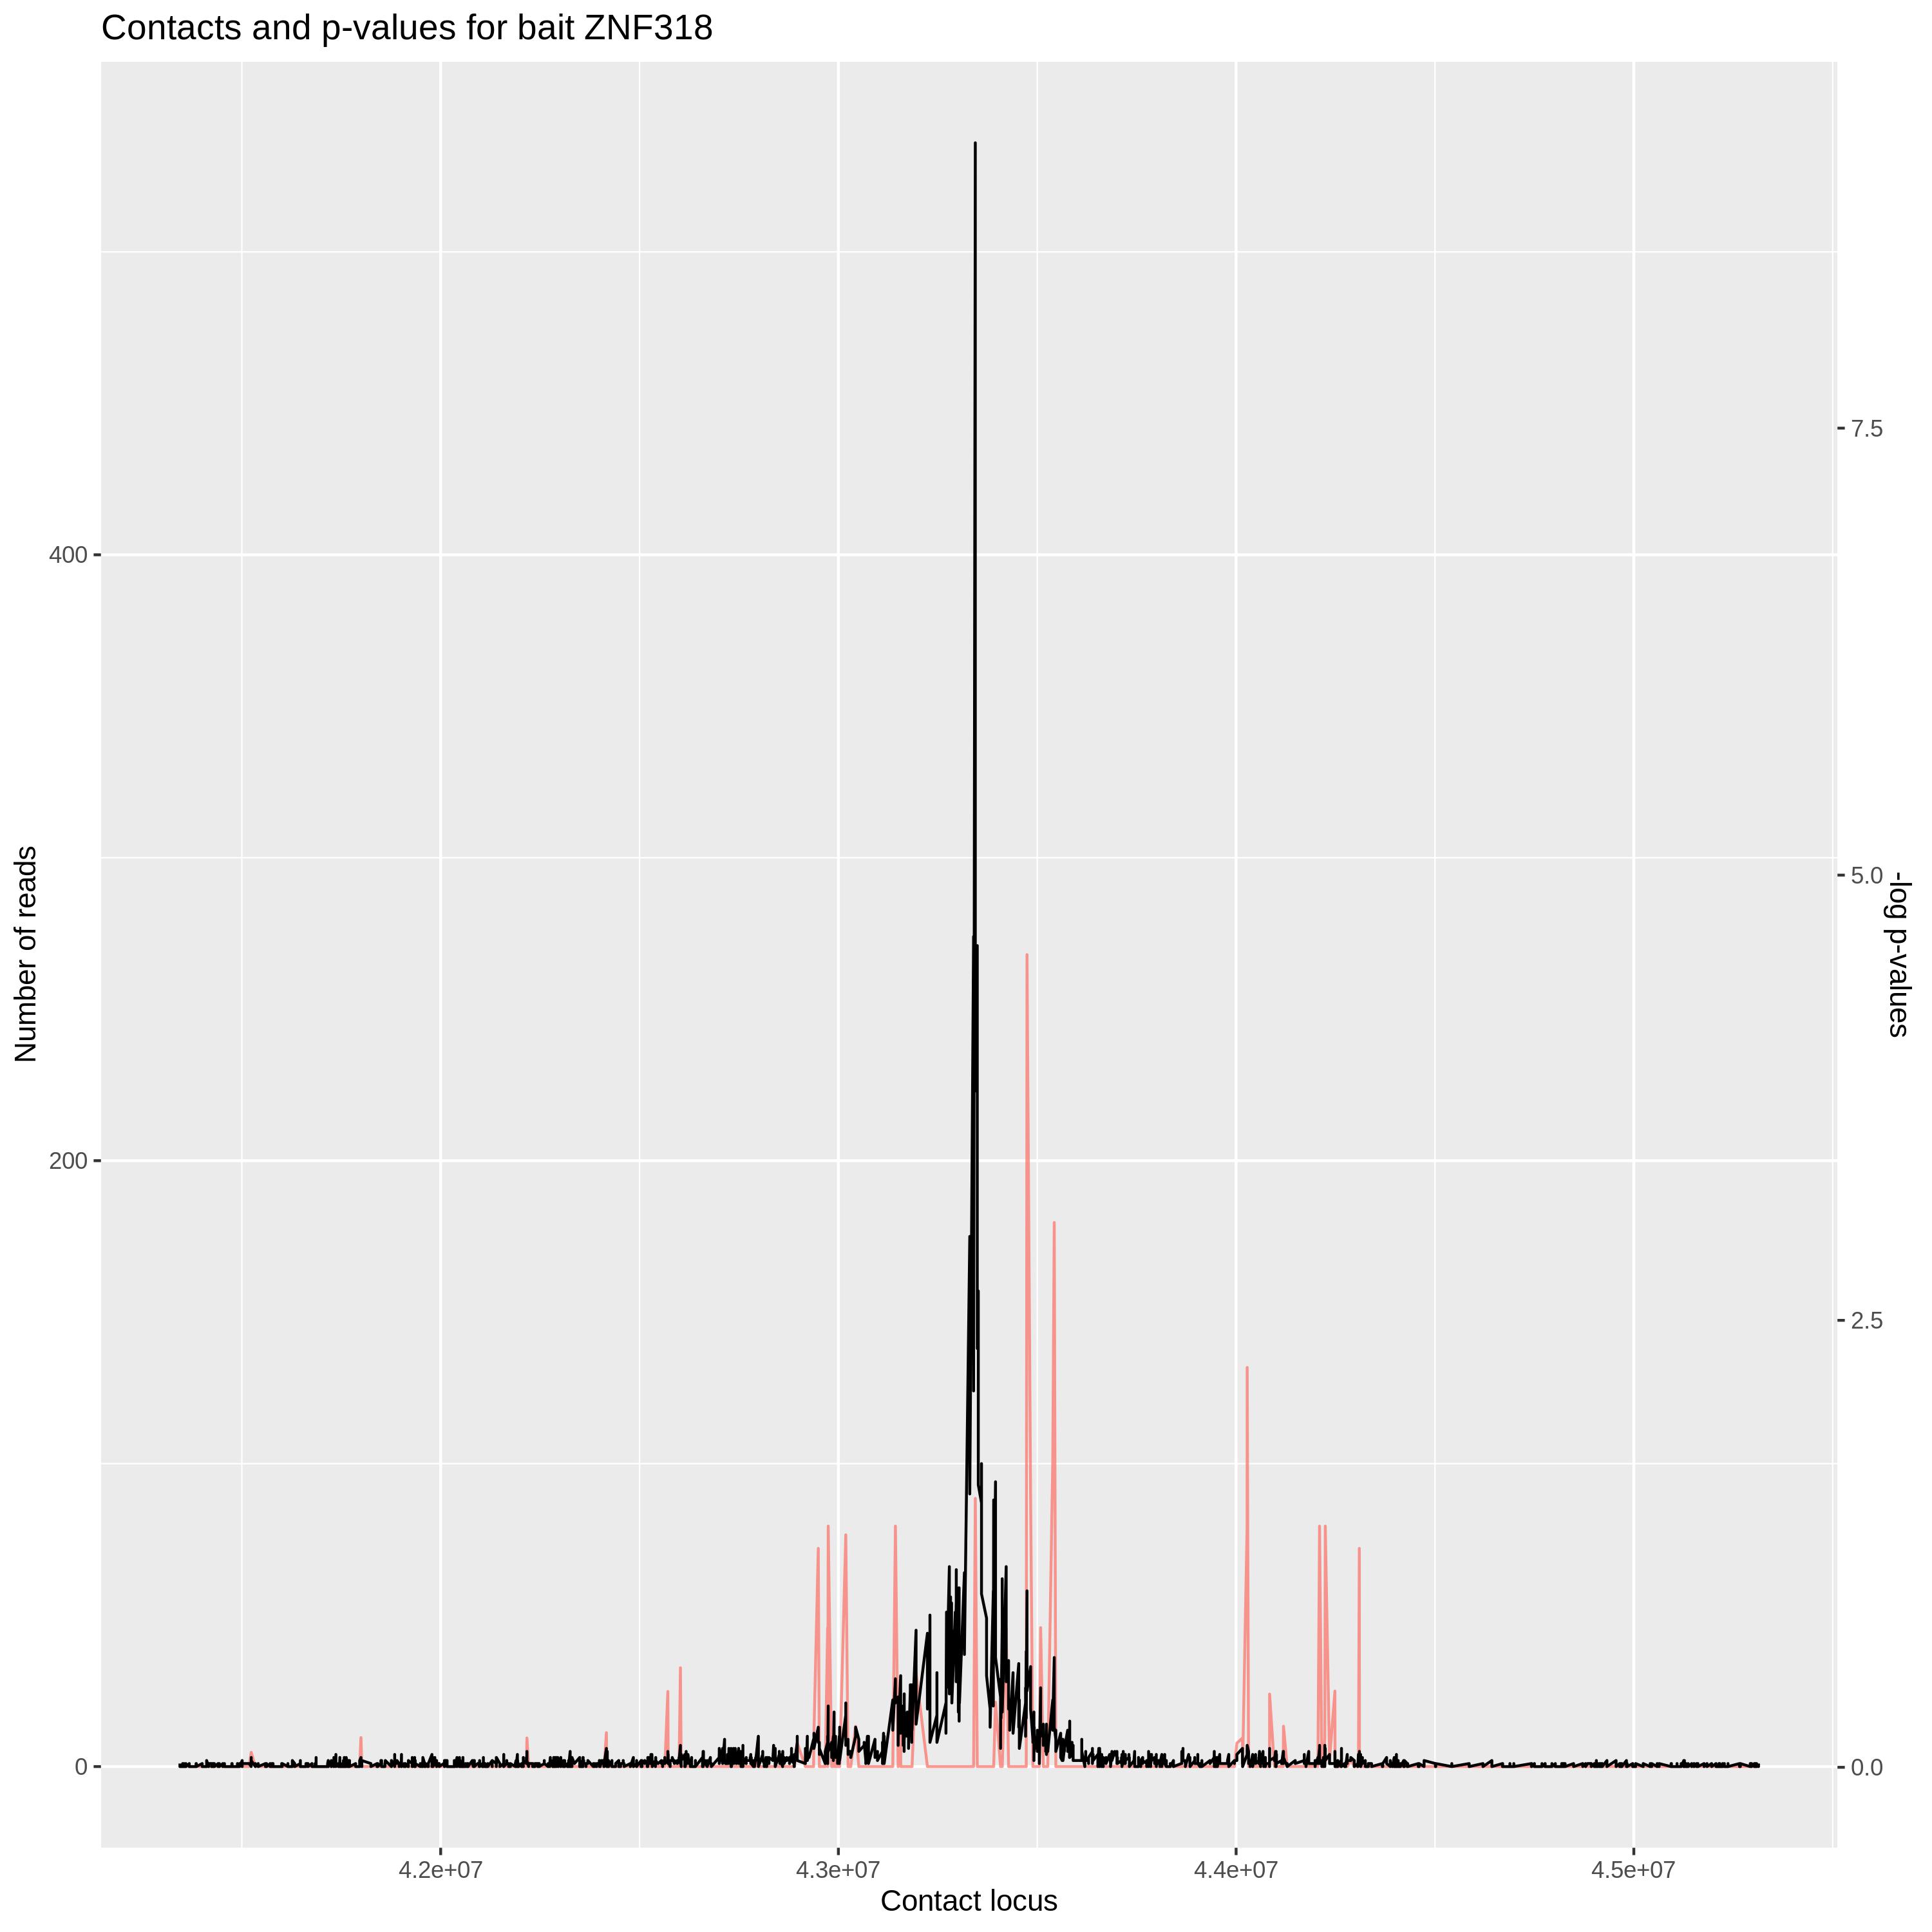 Contacts and p-values for bait ZNF318
Number of reads
400
200
0
7.5
5.0
2.5
0.0
-log p-values
4.2e+07
4.3e+07
4.4e+07
4.5e+07
Contact locus